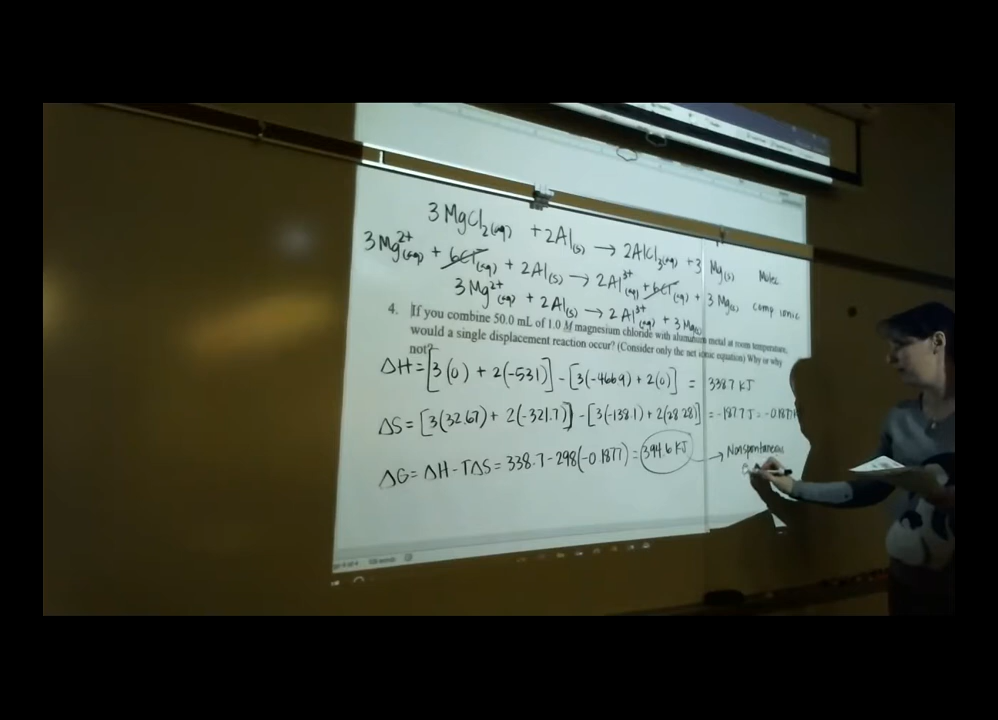 3 MgCl₂(aq) + 2Al(s) → 2AlCl₃(aq) + 3 Mg(s) Molec
3 Mg²⁺(aq) + 6Cl⁻(aq) + 2Al(s) → 2Al³⁺(aq) + 6Cl⁻(aq) + 3 Mg(s) comp ionic
3 Mg²⁺(aq) + 2Al(s) → 2Al³⁺(aq) + 3 Mg(s)
4. If you combine 50.0 mL of 1.0 M magnesium chloride with aluminum metal at room temperature,
would a single displacement reaction occur? (Consider only the net ionic equation) Why or why
not?
ΔH = [3(0) + 2(-531)] - [3(-466.9) + 2(0)] = 338.7 KJ
ΔS = [3(32.67) + 2(-321.7)] - [3(-138.1) + 2(28.28)] = -187.7 J = -0.1877
ΔG = ΔH - TΔS = 338.7 - 298(-0.1877) = 394.6 KJ → Nonspontaneous